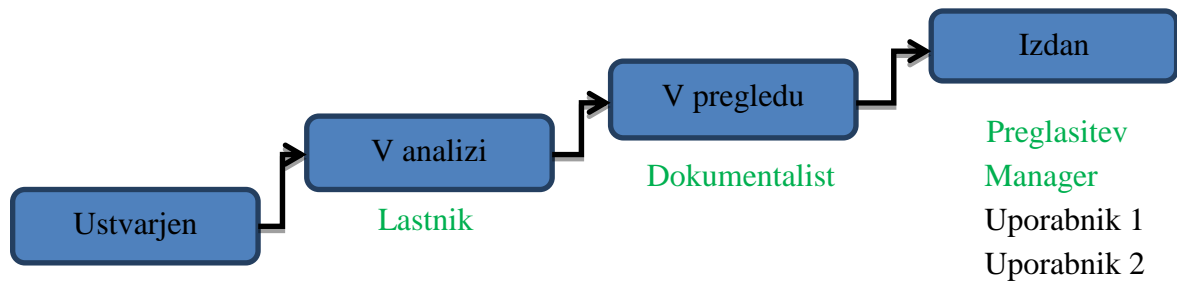 Izdan
V pregledu
V analizi
Ustvarjen
Lastnik
Dokumentalist
Preglasitev
Manager
Uporabnik 1
Uporabnik 2